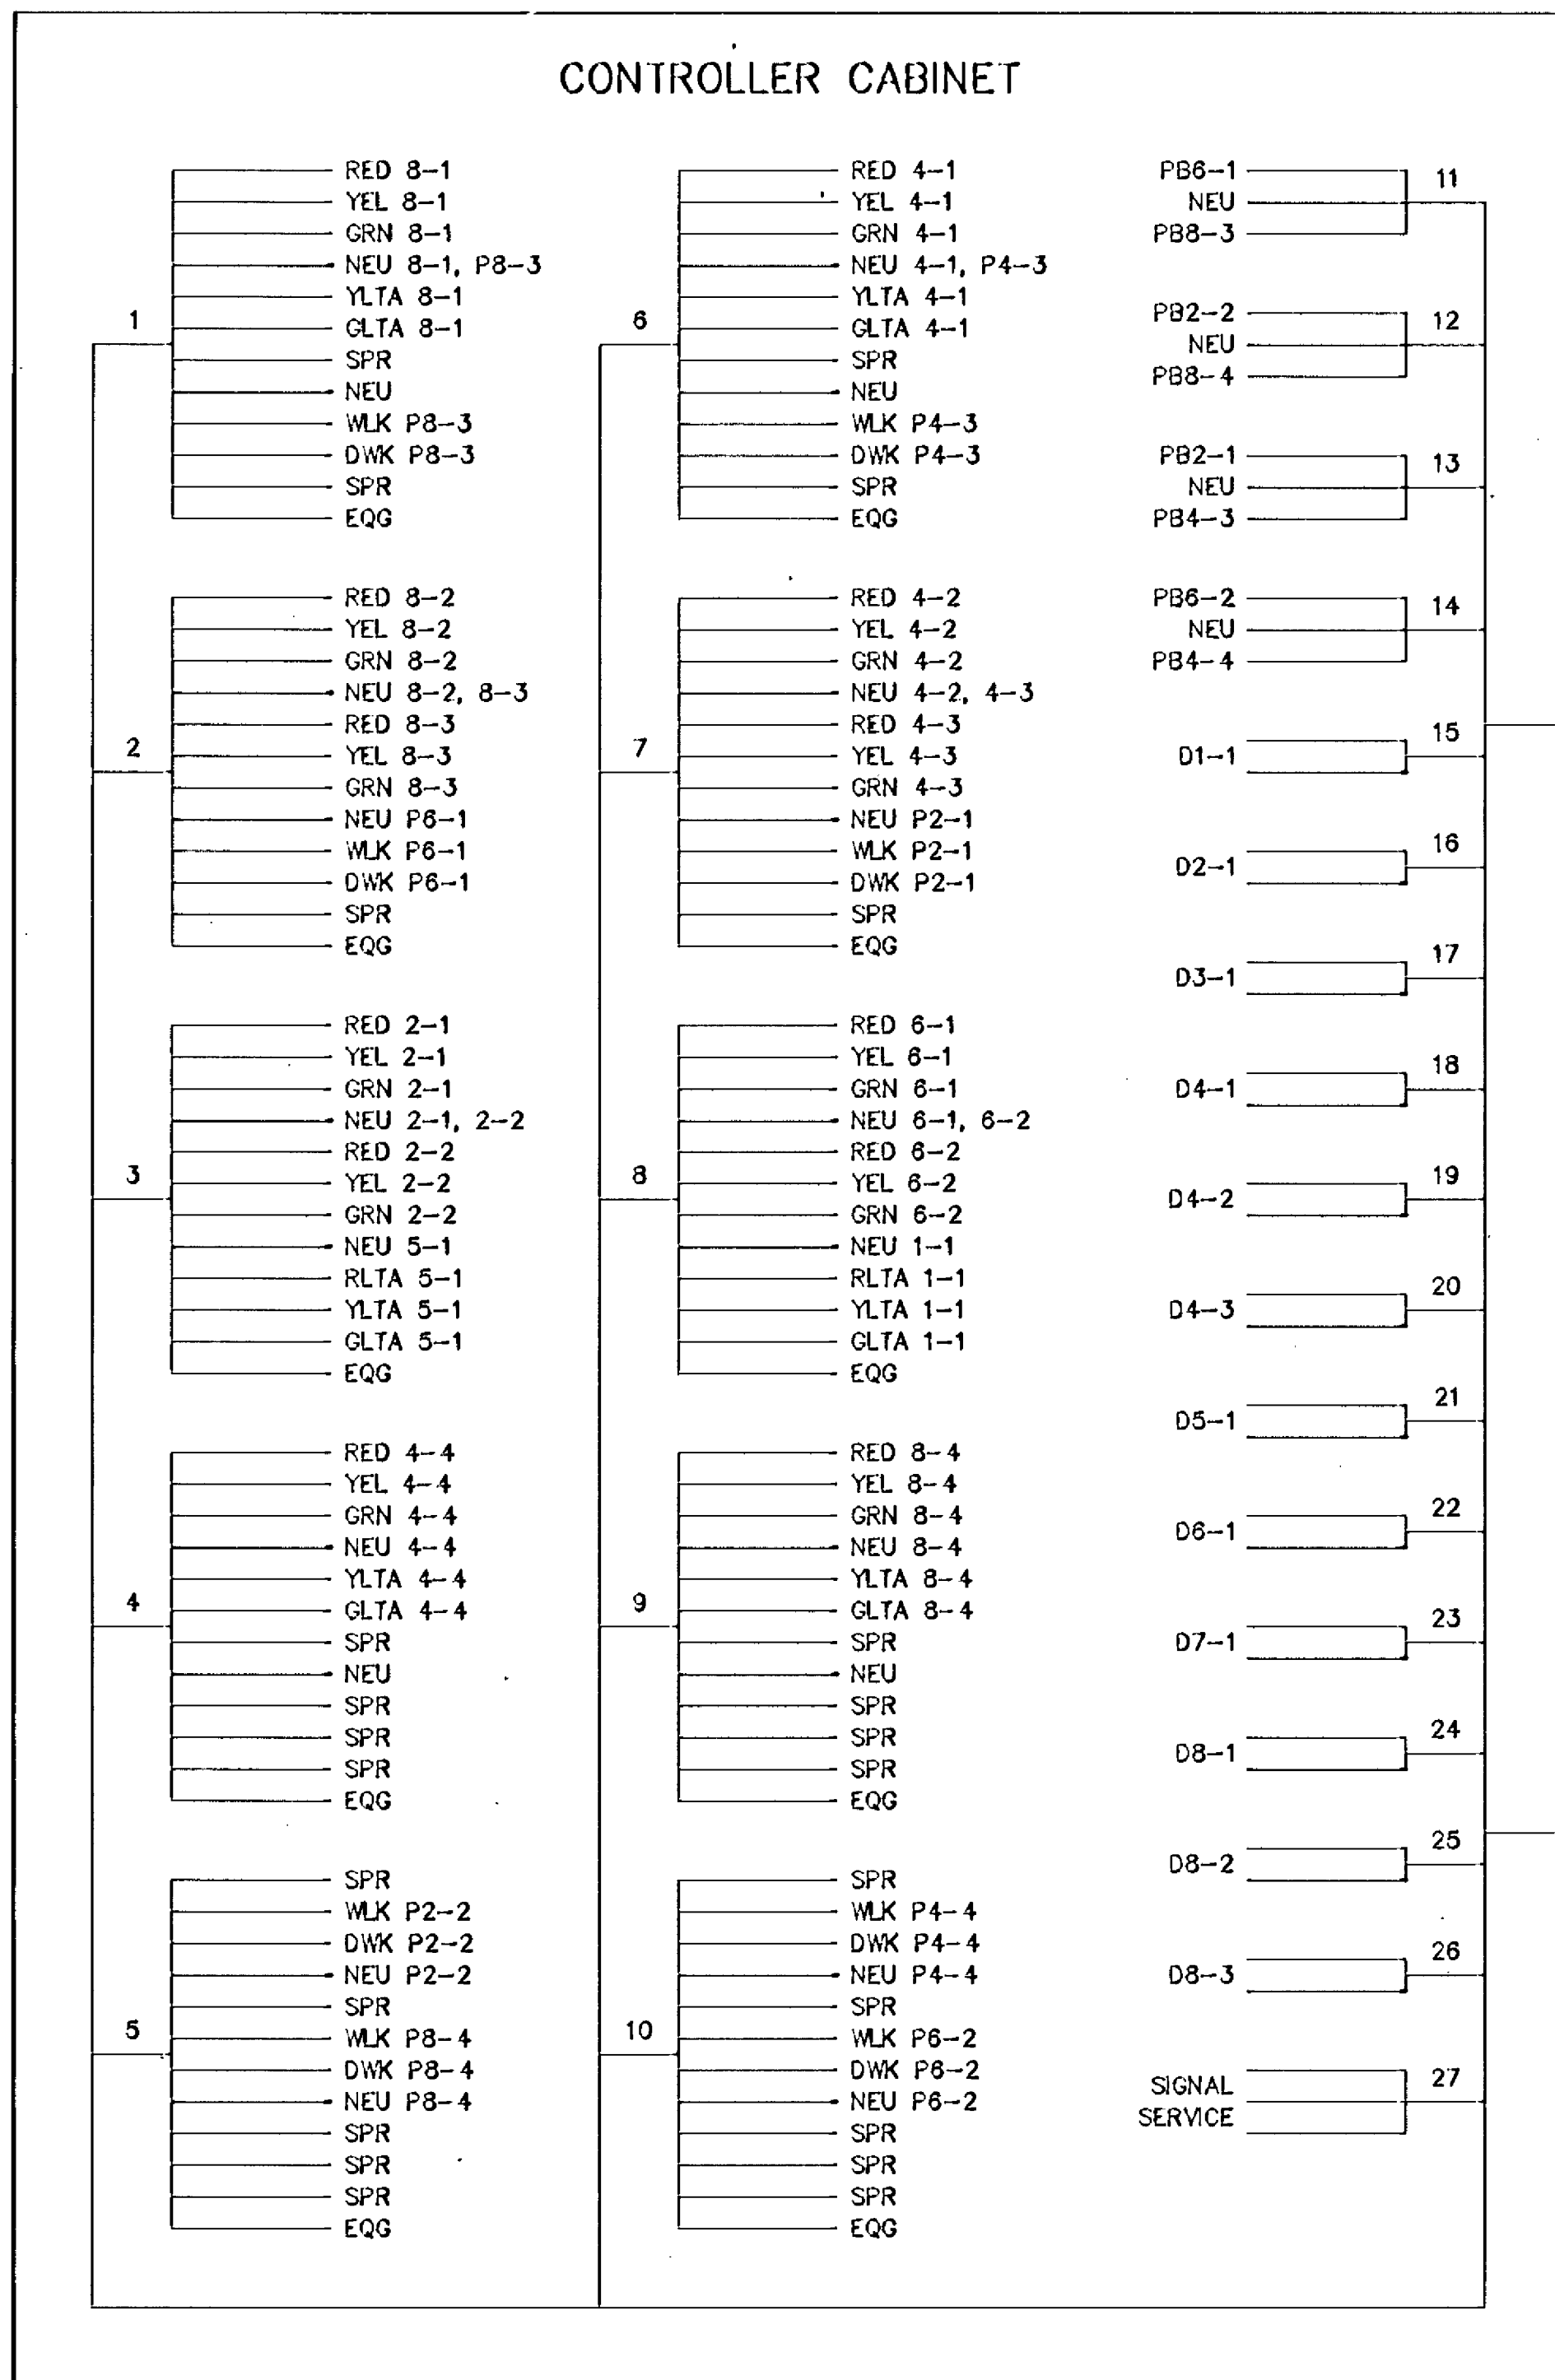 CONTROLLER CABINET
1
RED 8-1
YEL 8-1
GRN 8-1
NEU 8-1, P8-3
YLTA 8-1
GLTA 8-1
SPR
NEU
WLK P8-3
DWK P8-3
SPR
EQG
2
RED 8-2
YEL 8-2
GRN 8-2
NEU 8-2, 8-3
RED 8-3
YEL 8-3
GRN 8-3
NEU P6-1
WLK P6-1
DWK P6-1
SPR
EQG
3
RED 2-1
YEL 2-1
GRN 2-1
NEU 2-1, 2-2
RED 2-2
YEL 2-2
GRN 2-2
NEU 5-1
RLTA 5-1
YLTA 5-1
GLTA 5-1
EQG
4
RED 4-4
YEL 4-4
GRN 4-4
NEU 4-4
YLTA 4-4
GLTA 4-4
SPR
NEU
SPR
SPR
SPR
EQG
5
SPR
WLK P2-2
DWK P2-2
NEU P2-2
SPR
WLK P8-4
DWK P8-4
NEU P8-4
SPR
SPR
SPR
EQG
6
RED 4-1
YEL 4-1
GRN 4-1
NEU 4-1, P4-3
YLTA 4-1
GLTA 4-1
SPR
NEU
WLK P4-3
DWK P4-3
SPR
EQG
7
RED 4-2
YEL 4-2
GRN 4-2
NEU 4-2, 4-3
RED 4-3
YEL 4-3
GRN 4-3
NEU P2-1
WLK P2-1
DWK P2-1
SPR
EQG
8
RED 6-1
YEL 6-1
GRN 6-1
NEU 6-1, 6-2
RED 6-2
YEL 6-2
GRN 6-2
NEU 1-1
RLTA 1-1
YLTA 1-1
GLTA 1-1
EQG
9
RED 8-4
YEL 8-4
GRN 8-4
NEU 8-4
YLTA 8-4
GLTA 8-4
SPR
NEU
SPR
SPR
SPR
EQG
10
SPR
WLK P4-4
DWK P4-4
NEU P4-4
SPR
WLK P6-2
DWK P6-2
NEU P6-2
SPR
SPR
SPR
EQG
PB6-1
NEU
PB8-3
11
PB2-2
NEU
PB8-4
12
PB2-1
NEU
PB4-3
13
PB6-2
NEU
PB4-4
14
D1-1
15
D2-1
16
D3-1
17
D4-1
18
D4-2
19
D4-3
20
D5-1
21
D6-1
22
D7-1
23
D8-1
24
D8-2
25
D8-3
26
SIGNAL
SERVICE
27